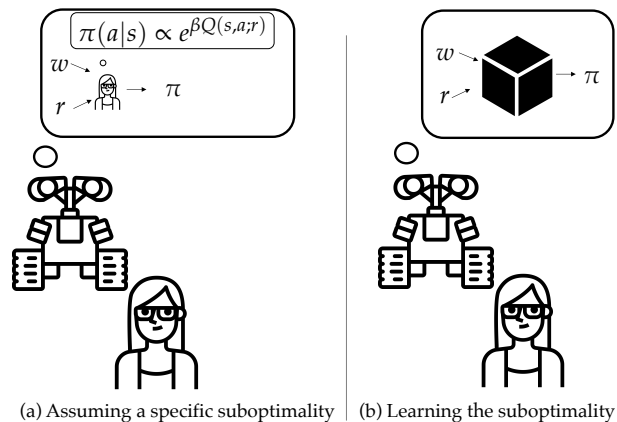 π(a|s) ∝ e^{βQ(s,a;r)}
w
r
π
w
r
π
(a) Assuming a specific suboptimality
(b) Learning the suboptimality